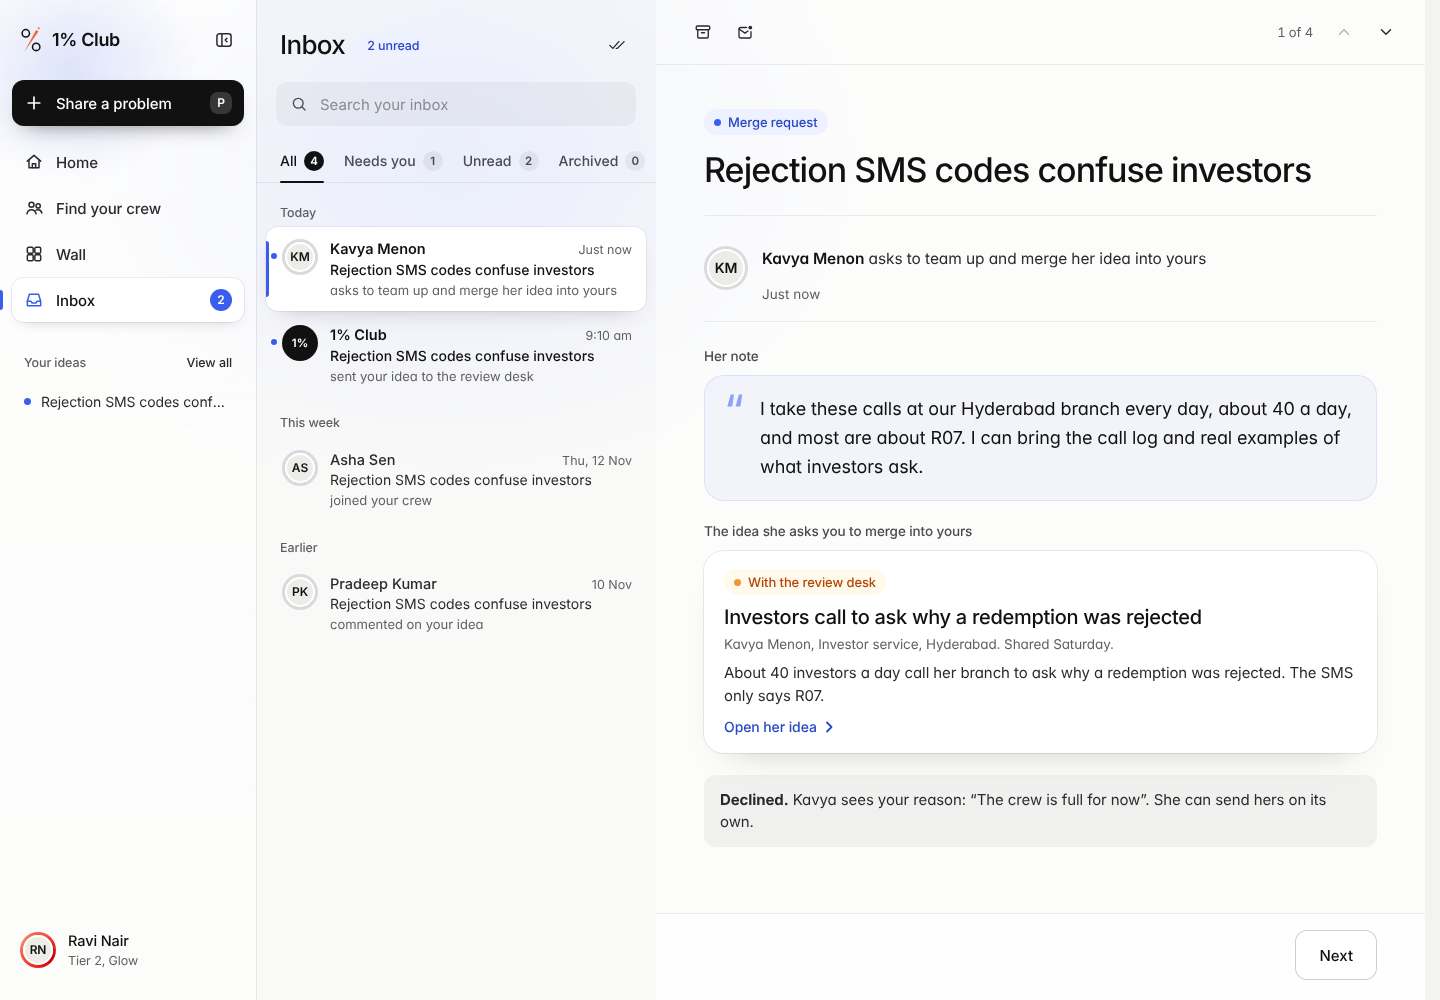 1% Club
Share a problem P
Home
Find your crew
Wall
Inbox 2
Your ideas View all
Rejection SMS codes conf...
RN
Ravi Nair
Tier 2, Glow
Inbox 2 unread
Search your inbox
All 4 Needs you 1 Unread 2 Archived 0
Today
KM
Kavya Menon Just now
Rejection SMS codes confuse investors
asks to team up and merge her idea into yours
1%
1% Club 9:10 am
Rejection SMS codes confuse investors
sent your idea to the review desk
This week
AS
Asha Sen Thu, 12 Nov
Rejection SMS codes confuse investors
joined your crew
Earlier
PK
Pradeep Kumar 10 Nov
Rejection SMS codes confuse investors
commented on your idea
1 of 4
Merge request
Rejection SMS codes confuse investors
KM
Kavya Menon asks to team up and merge her idea into yours
Just now
Her note
“
I take these calls at our Hyderabad branch every day, about 40 a day,
and most are about R07. I can bring the call log and real examples of
what investors ask.
The idea she asks you to merge into yours
With the review desk
Investors call to ask why a redemption was rejected
Kavya Menon, Investor service, Hyderabad. Shared Saturday.
About 40 investors a day call her branch to ask why a redemption was rejected. The SMS
only says R07.
Open her idea
Declined. Kavya sees your reason: “The crew is full for now”. She can send hers on its
own.
Next